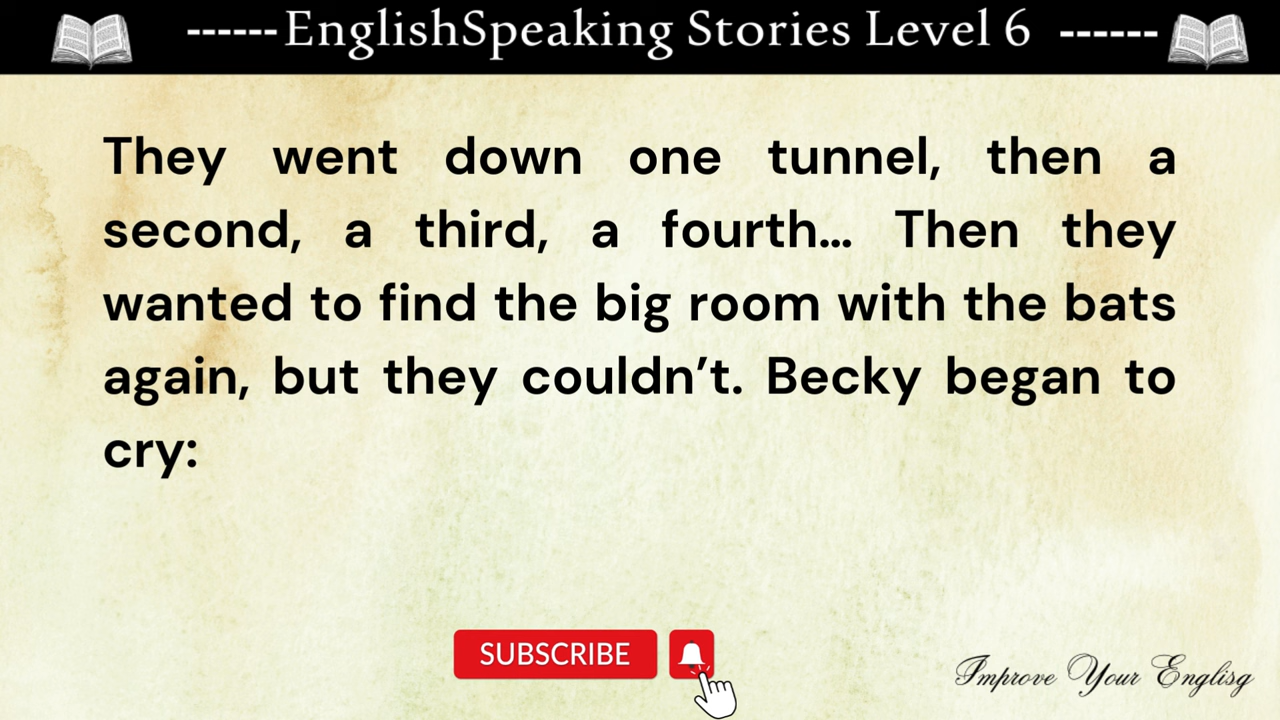 ------EnglishSpeaking Stories Level 6 ------
They went down one tunnel, then a
second, a third, a fourth... Then they
wanted to find the big room with the bats
again, but they couldn’t. Becky began to
cry:
SUBSCRIBE
Improve Your Englisg